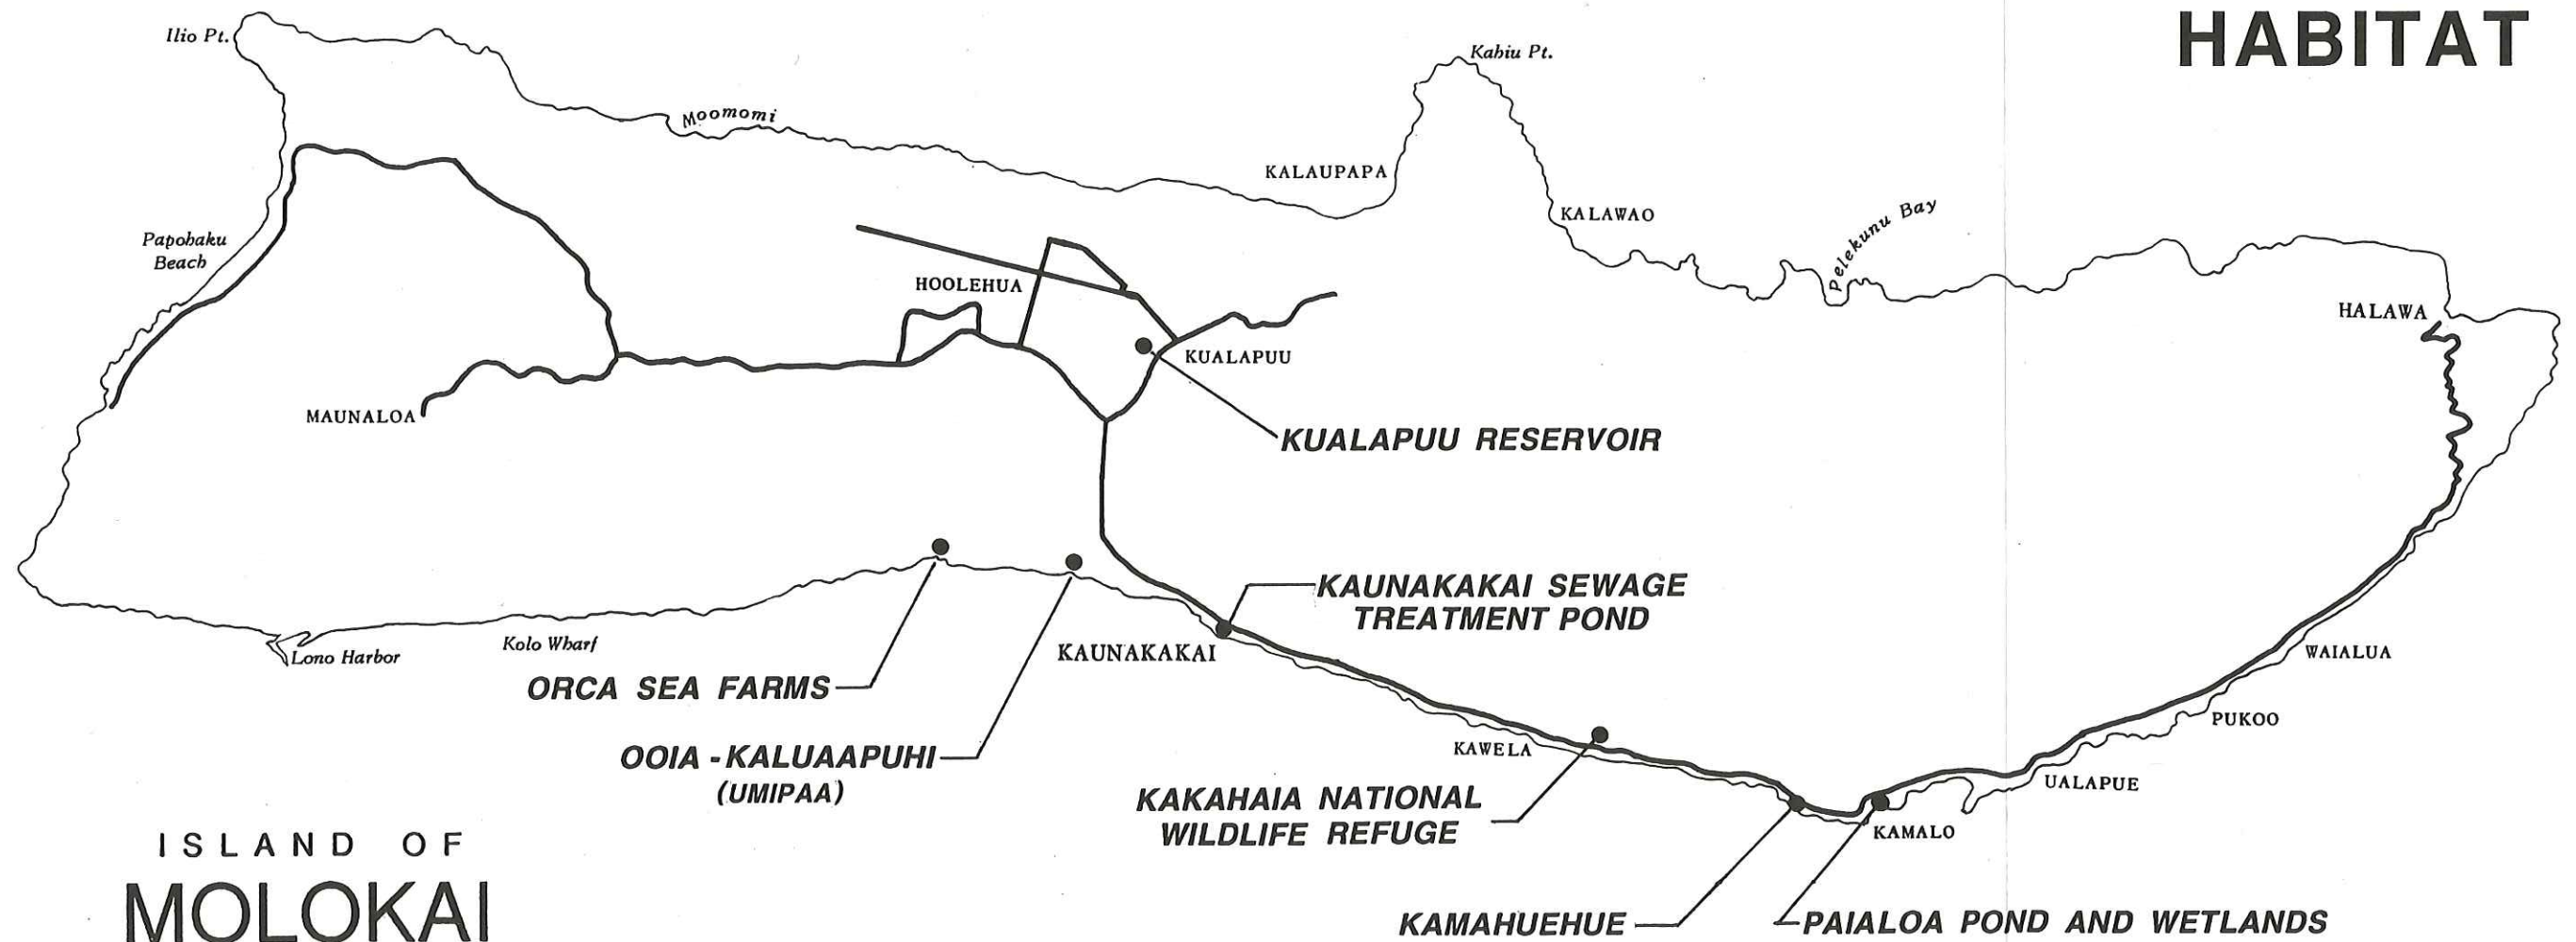 HABITAT
Ilio Pt.
Kahiu Pt.
Moomomi
KALAUPAPA
KALAWAO
Pelekunu Bay
Papohaku
Beach
HOOLEHUA
HALAWA
KUALAPUU
MAUNALOA
KUALAPUU RESERVOIR
KAUNAKAKAI SEWAGE
TREATMENT POND
Kolo Wharf
Lono Harbor
KAUNAKAKAI
WAIALUA
ORCA SEA FARMS
PUKOO
KAWELA
OOIA - KALUAAPUHI
(UMIPAA)
UALAPUE
KAKAHAIA NATIONAL
WILDLIFE REFUGE
KAMALO
ISLAND OF
MOLOKAI
KAMAHUEHUE
PAIALOA POND AND WETLANDS